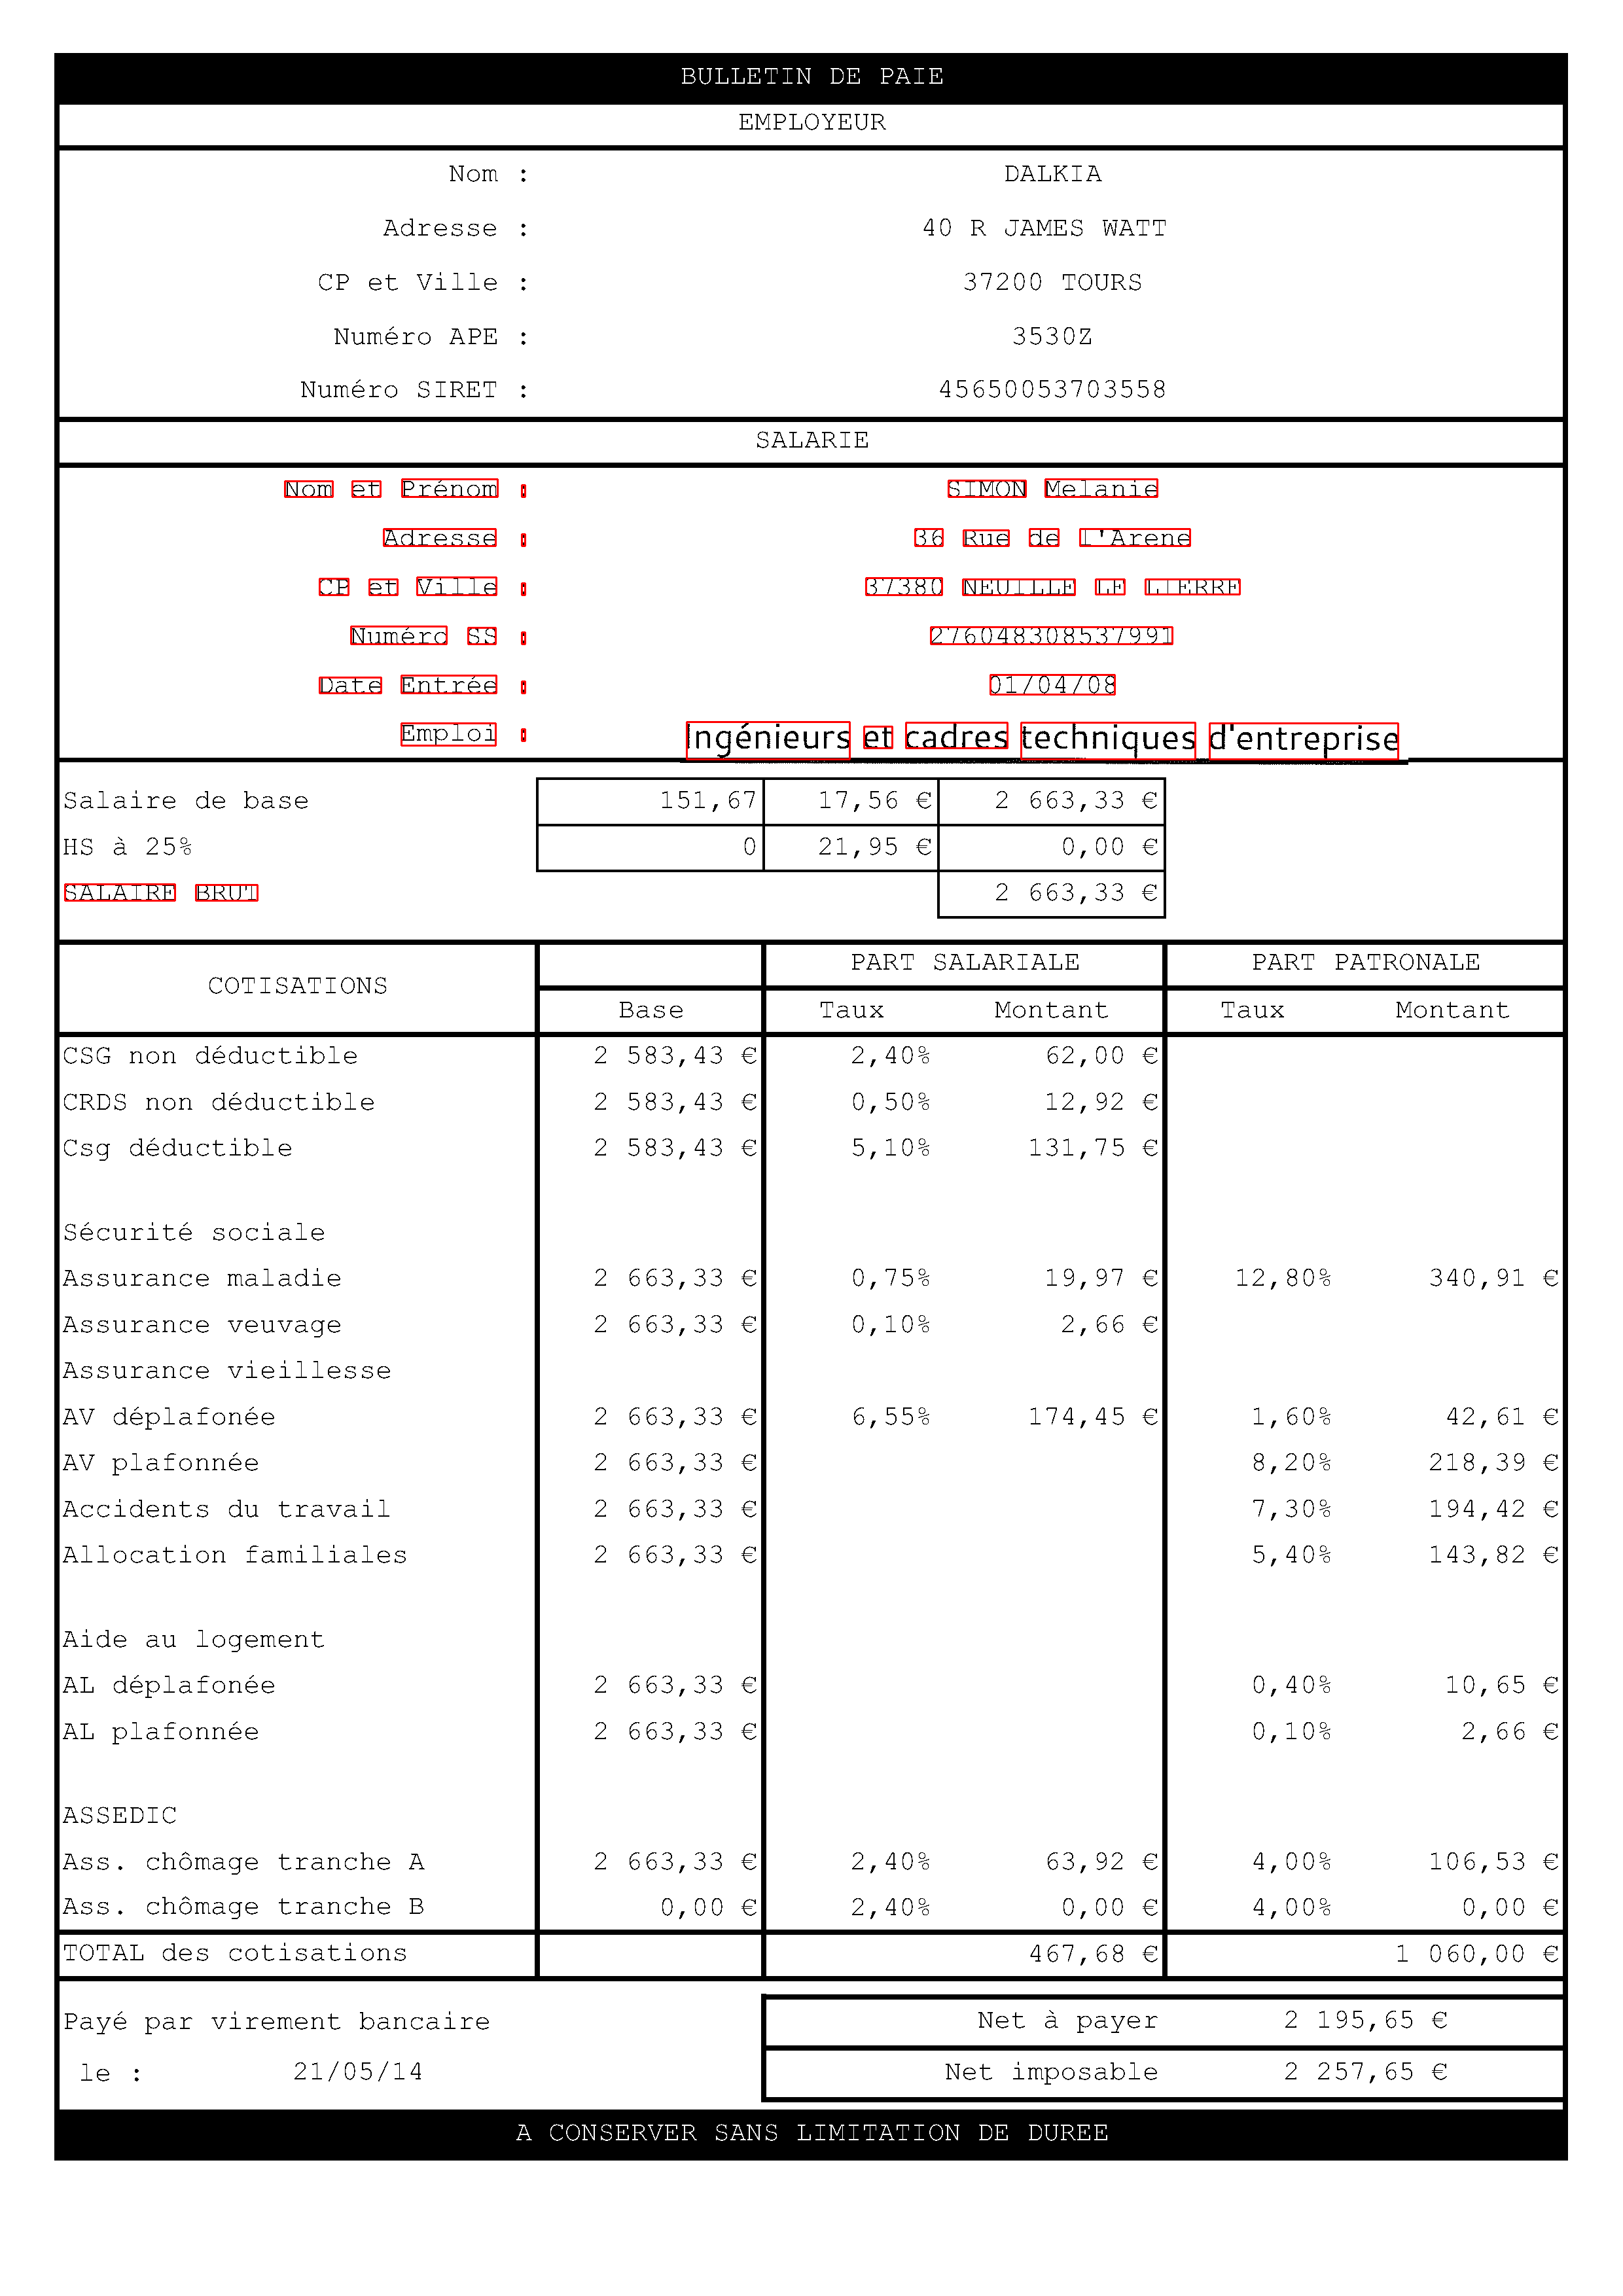 BULLETIN DE PAIE
EMPLOYEUR
Nom : DALKIA
Adresse : 40 R JAMES WATT
CP et Ville : 37200 TOURS
Numéro APE : 3530Z
Numéro SIRET : 45650053703558
SALARIE
Nom et Prénom : SIMON Melanie
Adresse : 36 Rue de l'Arene
CP et Ville : 37380 NEUILLE LE LIERRE
Numéro SS : 276048308537991
Date Entrée : 01/04/08
Emploi : Ingénieurs et cadres techniques d'entreprise
Salaire de base 151,67 17,56 € 2 663,33 €
HS à 25% 0 21,95 € 0,00 €
SALAIRE BRUT 2 663,33 €
COTISATIONS PART SALARIALE PART PATRONALE
Base Taux Montant Taux Montant
CSG non déductible 2 583,43 € 2,40% 62,00 €
CRDS non déductible 2 583,43 € 0,50% 12,92 €
Csg déductible 2 583,43 € 5,10% 131,75 €
Sécurité sociale
Assurance maladie 2 663,33 € 0,75% 19,97 € 12,80% 340,91 €
Assurance veuvage 2 663,33 € 0,10% 2,66 €
Assurance vieillesse
AV déplafonée 2 663,33 € 6,55% 174,45 € 1,60% 42,61 €
AV plafonnée 2 663,33 € 8,20% 218,39 €
Accidents du travail 2 663,33 € 7,30% 194,42 €
Allocation familiales 2 663,33 € 5,40% 143,82 €
Aide au logement
AL déplafonée 2 663,33 € 0,40% 10,65 €
AL plafonnée 2 663,33 € 0,10% 2,66 €
ASSEDIC
Ass. chômage tranche A 2 663,33 € 2,40% 63,92 € 4,00% 106,53 €
Ass. chômage tranche B 0,00 € 2,40% 0,00 € 4,00% 0,00 €
TOTAL des cotisations 467,68 € 1 060,00 €
Payé par virement bancaire Net à payer 2 195,65 €
le : 21/05/14 Net imposable 2 257,65 €
A CONSERVER SANS LIMITATION DE DUREE